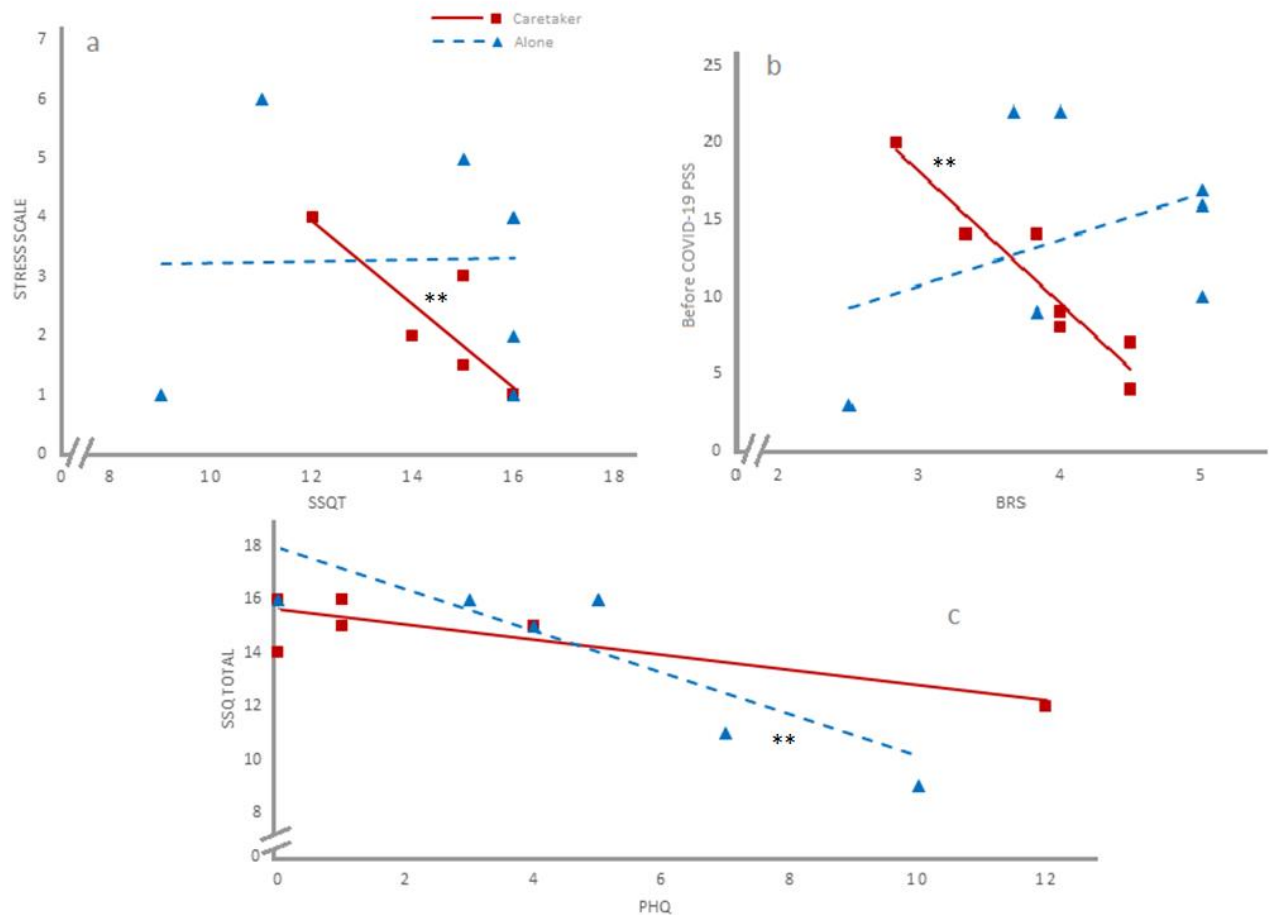 Caretaker
Alone
a
7
6
5
4
3
2
1
0
STRESS SCALE
**
0 8 10 12 14 16 18
SSQT
b
25
20
15
10
5
0
Before COVID-19 PSS
**
0 2 3 4 5
BRS
c
18
16
14
12
10
8
0
SSQ TOTAL
**
0 2 4 6 8 10 12
PHQ